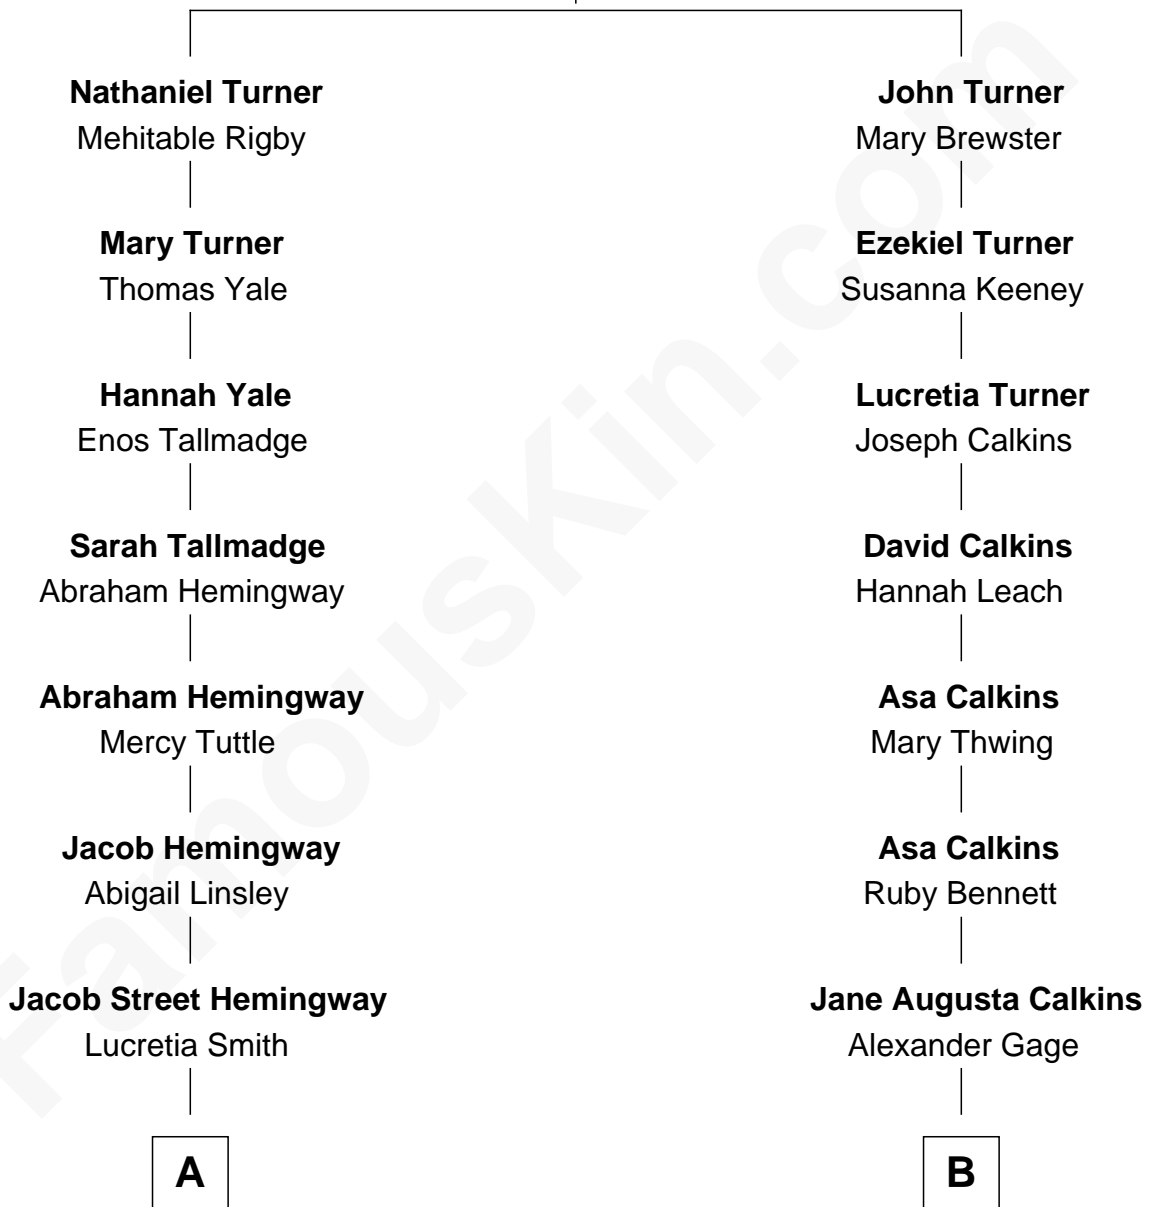 Nathaniel Turner
Mehitable Rigby
Mary Turner
Thomas Yale
Hannah Yale
Enos Tallmadge
Sarah Tallmadge
Abraham Hemingway
Abraham Hemingway
Mercy Tuttle
Jacob Hemingway
Abigail Linsley
Jacob Street Hemingway
Lucretia Smith
A
John Turner
Mary Brewster
Ezekiel Turner
Susanna Keeney
Lucretia Turner
Joseph Calkins
David Calkins
Hannah Leach
Asa Calkins
Mary Thwing
Asa Calkins
Ruby Bennett
Jane Augusta Calkins
Alexander Gage
B
FamousKin.com